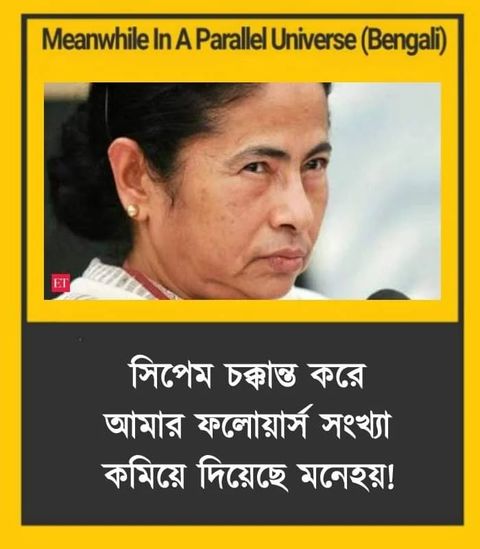 Meanwhile In A Parallel Universe (Bengali)
ET
সিপেম চক্কান্ত করে
আমার ফলোয়ার্স সংখ্যা
কমিয়ে দিয়েছে মনেহয়!